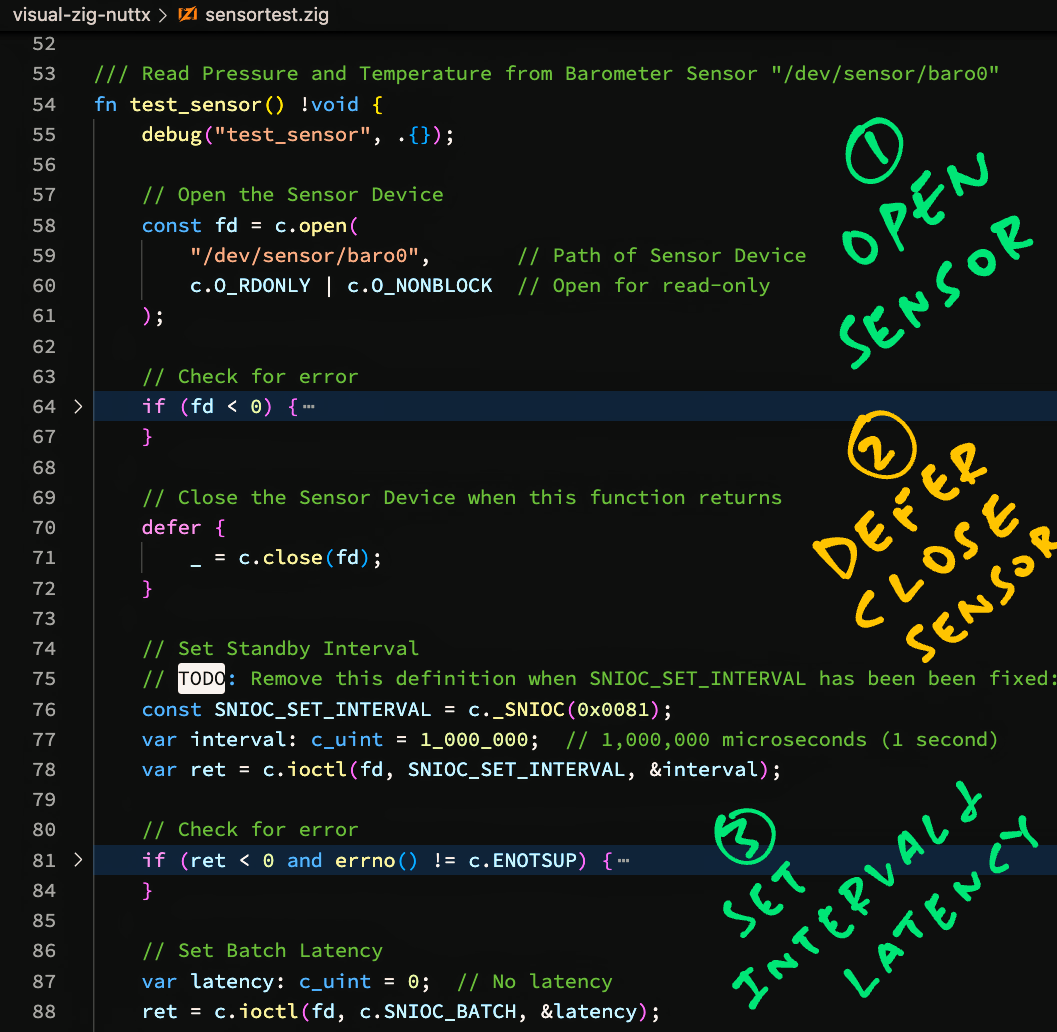 visual-zig-nuttx > sensortest.zig
52
53 /// Read Pressure and Temperature from Barometer Sensor "/dev/sensor/baro0"
54 fn test_sensor() !void {
55 debug("test_sensor", .{});
56
57 // Open the Sensor Device
58 const fd = c.open(
59 "/dev/sensor/baro0", // Path of Sensor Device
60 c.O_RDONLY | c.O_NONBLOCK // Open for read-only
61 );
62
63 // Check for error
64 > if (fd < 0) {⋯
67 }
68
69 // Close the Sensor Device when this function returns
70 defer {
71 _ = c.close(fd);
72 }
73
74 // Set Standby Interval
75 // TODO: Remove this definition when SNIOC_SET_INTERVAL has been been fixed:
76 const SNIOC_SET_INTERVAL = c._SNIOC(0x0081);
77 var interval: c_uint = 1_000_000; // 1,000,000 microseconds (1 second)
78 var ret = c.ioctl(fd, SNIOC_SET_INTERVAL, &interval);
79
80 // Check for error
81 > if (ret < 0 and errno() != c.ENOTSUP) {⋯
84 }
85
86 // Set Batch Latency
87 var latency: c_uint = 0; // No latency
88 ret = c.ioctl(fd, c.SNIOC_BATCH, &latency);
1
OPEN
SENSOR
2
DEFER
CLOSE
SENSOR
3
SET
INTERVAL &
LATENCY